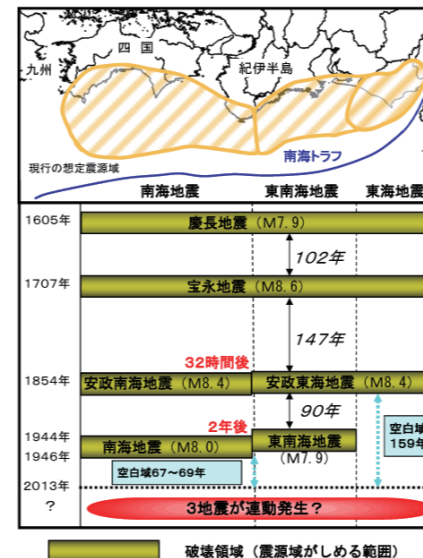 四 国
九州
紀伊半島
現行の想定震源域
南海トラフ
南海地震
東南海地震
東海地震
1605年
慶長地震（M7.9）
102年
1707年
宝永地震（M8.6）
147年
32時間後
1854年
安政南海地震（M8.4）
安政東海地震（M8.4）
2年後
90年
空白域
159年
1944年
1946年
南海地震（M8.0）
東南海地震
（M7.9）
空白域67～69年
2013年
?
3地震が連動発生？
破壊領域（震源域がしめる範囲）